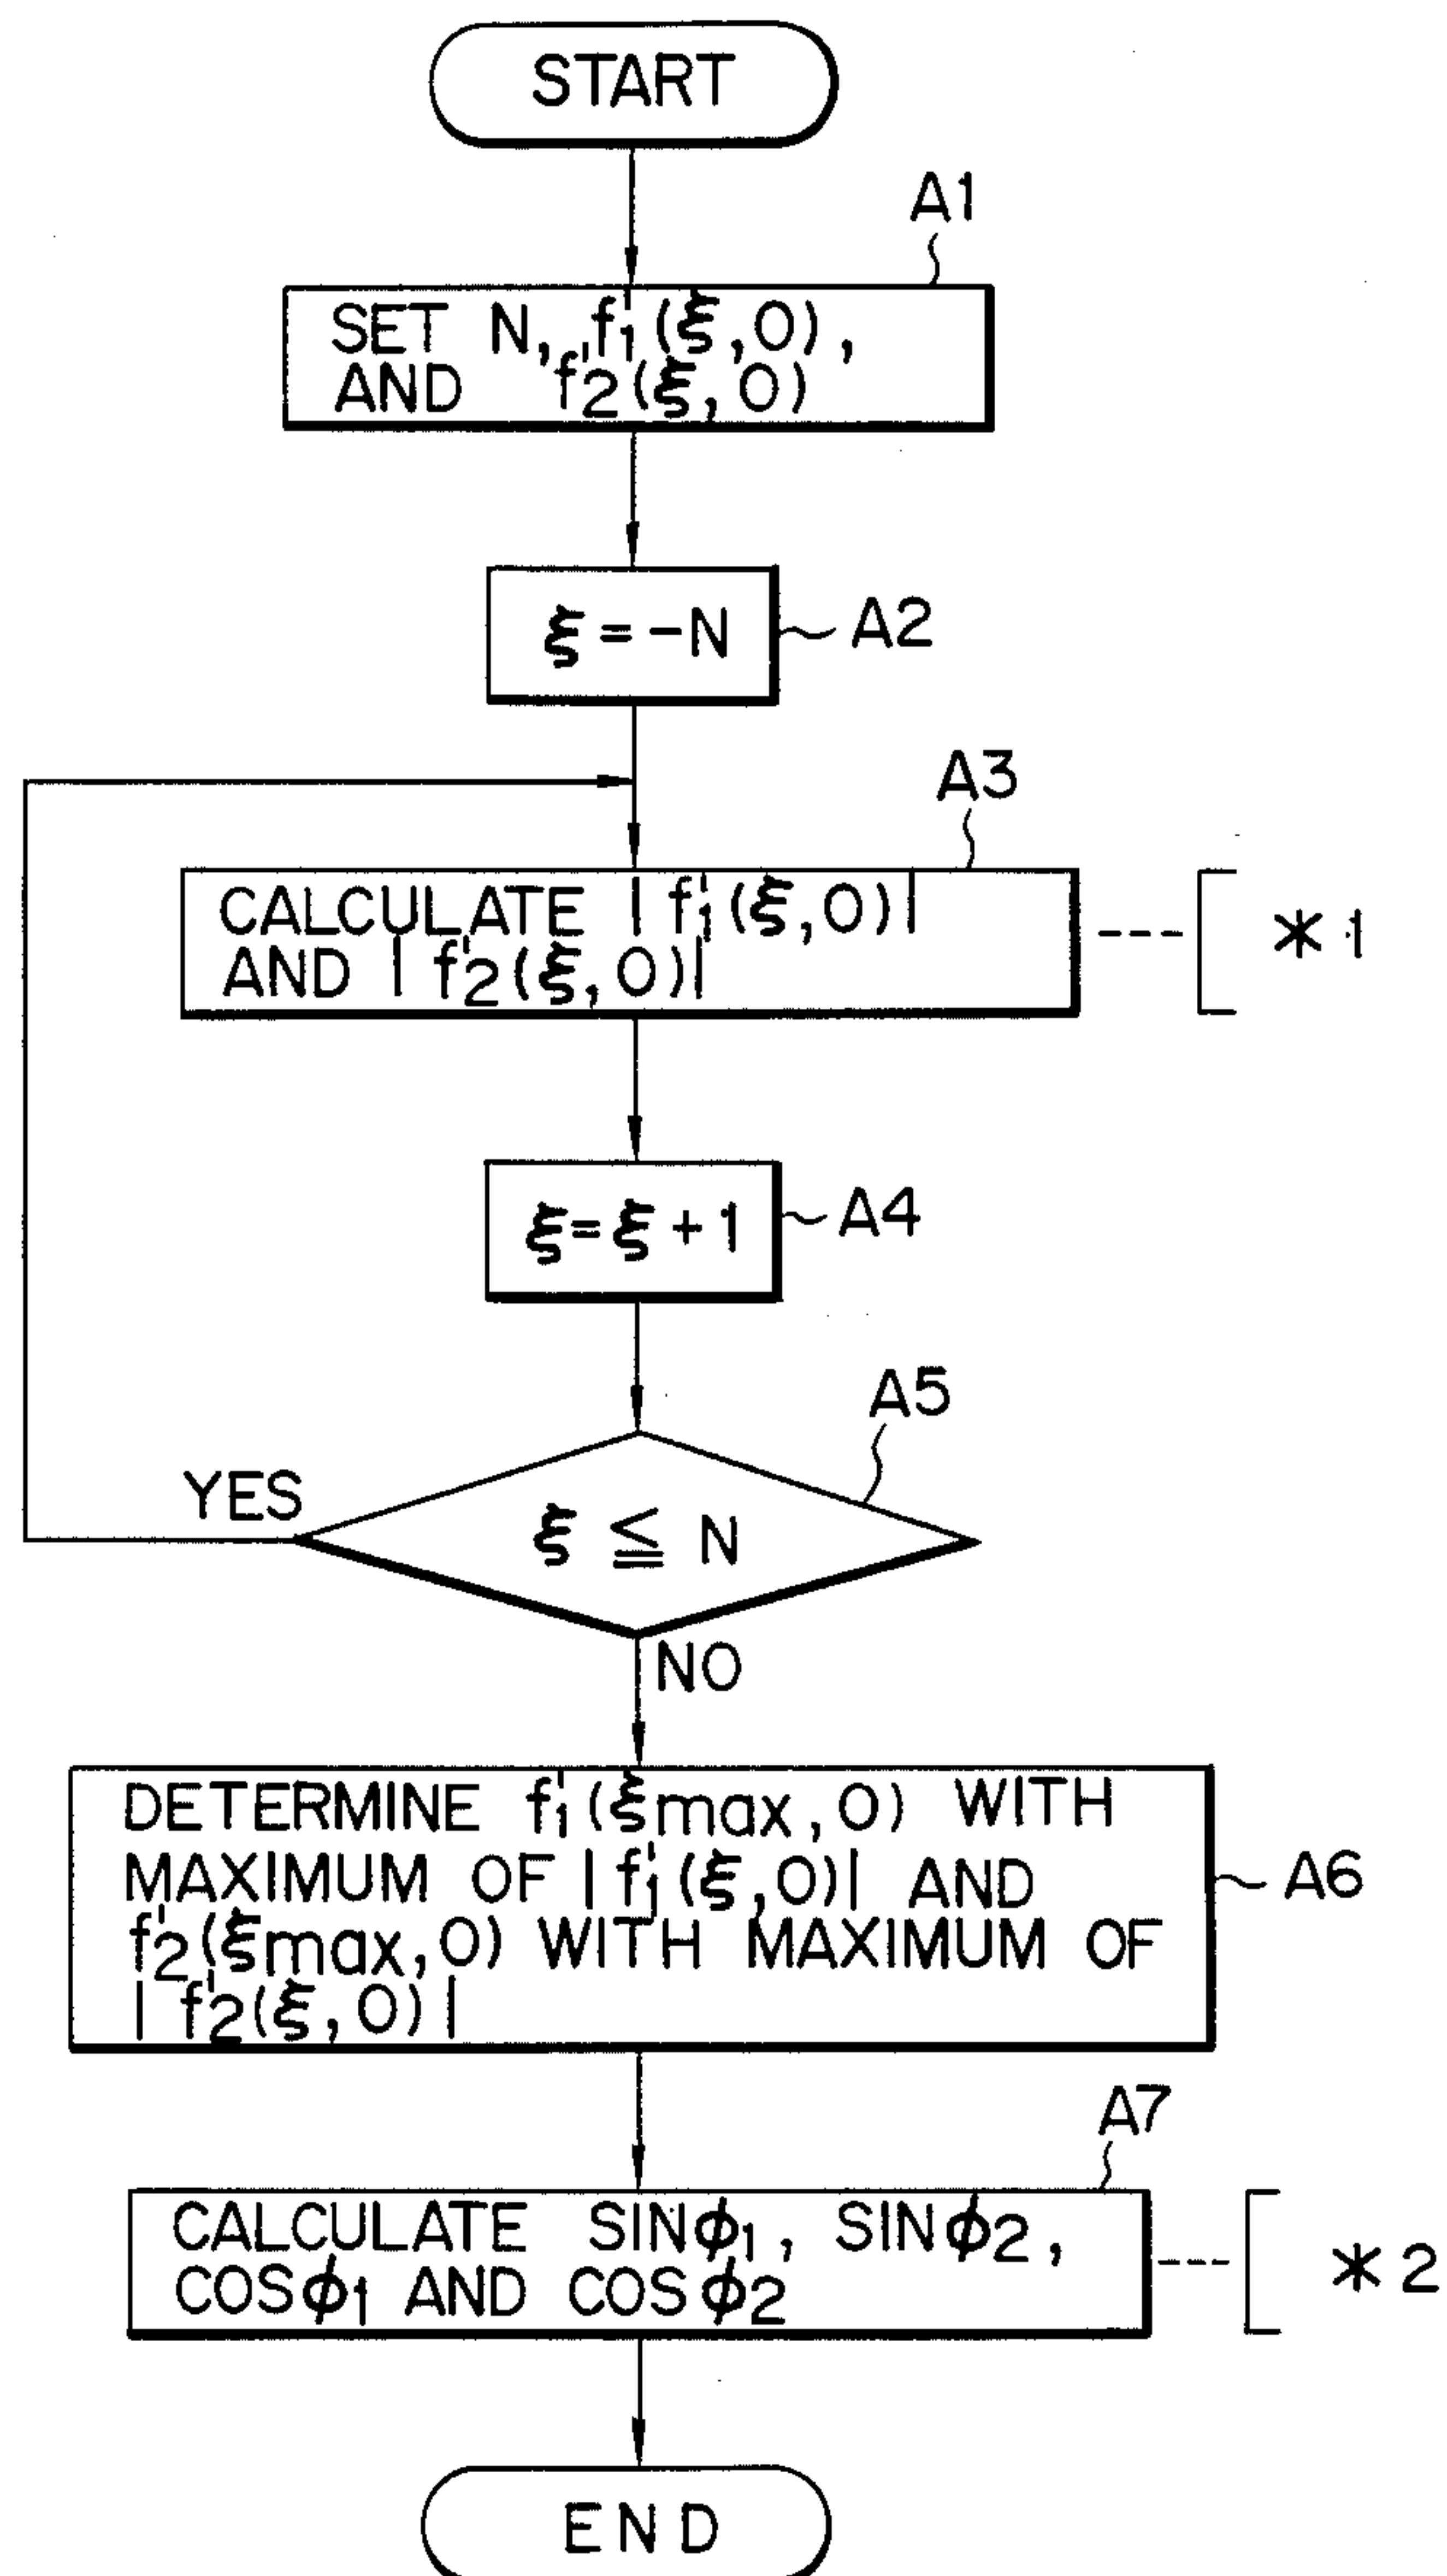 START
A1
SET N, f'1(ξ,0),
AND f'2(ξ,0)
ξ=-N
A2
A3
CALCULATE |f'1(ξ,0)|
AND |f'2(ξ,0)|
*1
ξ=ξ+1
A4
A5
YES
ξ ≦ N
NO
DETERMINE f'1(ξmax,0) WITH
MAXIMUM OF |f'1(ξ,0)| AND
f'2(ξmax,0) WITH MAXIMUM OF
|f'2(ξ,0)|
A6
A7
CALCULATE SINϕ1, SINϕ2,
COSϕ1 AND COSϕ2
*2
END